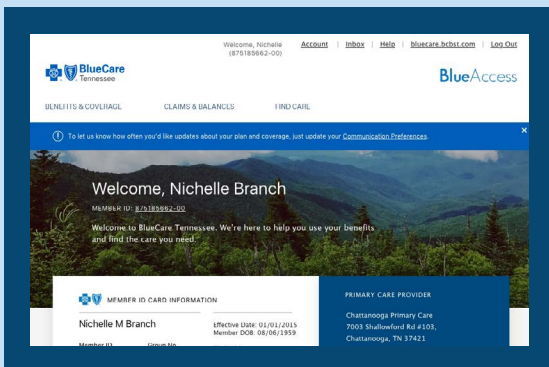 Welcome, Nichelle
(875185662-00)
Account | Inbox | Help | bluecare.bcbst.com | Log Out
BlueCare
Tennessee
BlueAccess
BENEFITS & COVERAGE CLAIMS & BALANCES FIND CARE
To let us know how often you'd like updates about your plan and coverage, just update your Communication Preferences.
Welcome, Nichelle Branch
MEMBER ID: 875185662-00
Welcome to BlueCare Tennessee. We're here to help you use your benefits
and find the care you need.
MEMBER ID CARD INFORMATION
Nichelle M Branch
Effective Date: 01/01/2015
Member DOB: 08/06/1959
Member ID Group No
PRIMARY CARE PROVIDER
Chattanooga Primary Care
7003 Shallowford Rd #103,
Chattanooga, TN 37421